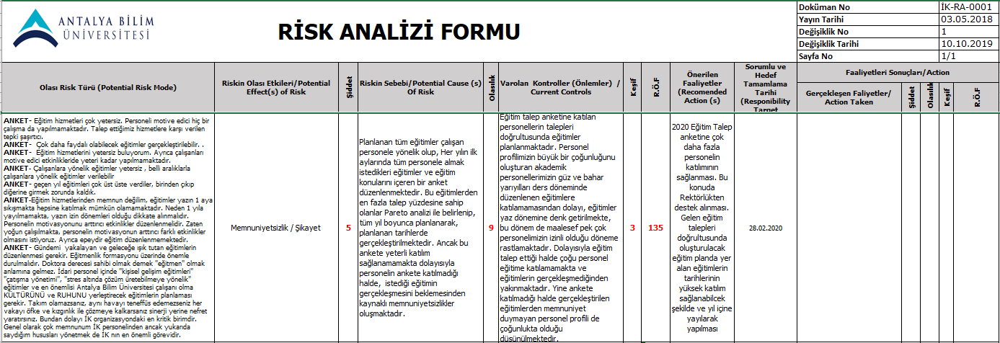 ANTALYA BİLİM
ÜNİVERSİTESİ
RİSK ANALİZİ FORMU
Doküman No İK-RA-0001
Yayın Tarihi 03.05.2018
Değişiklik No 1
Değişiklik Tarihi 10.10.2019
Sayfa No 1/1
Olası Risk Türü (Potential Risk Mode)
Riskin Olası Etkileri/Potential
Effect(s) of Risk
Şiddet
Riskin Sebebi/Potential Cause (s)
Of Risk
Olasılık
Varolan Kontroller (Önlemler) /
Current Controls
Keşif
R.Ö.F
Önerilen
Faaliyetler
(Recomended
Action (s)
Sorumlu ve
Hedef
Tamamlama
Tarihi
(Responibility
Target
Faaliyetleri Sonuçları/Action
Gerçekleşen Faliyetler/
Action Taken
Şiddet
Olasılık
Keşif
R.Ö.F
ANKET- Eğitim hizmetleri çok yetersiz. Personeli motive edici hiç bir
çalışma da yapılmamaktadır. Talep ettiğimiz hizmetlere karşı verilen
tepki şaşırtıcı.
ANKET- Çok daha faydalı olabilecek eğitimler gerçekleştirilebilir. .
ANKET- Eğitim hizmetlerini yetersiz buluyorum. Ayrıca çalışanları
motive edici etkinlikleride yeteri kadar yapılmamaktadır.
ANKET- Çalışanlara yönelik eğitimler yetersiz , belli aralıklarla
çalışanlara yönelik eğitimler verilebilir
ANKET- geçen yıl eğitimleri çok üst üste verdiler, birinden çıkıp
diğerine girmek zorunda kaldık.
ANKET-Eğitim hizmetlerinden memnun değilim, eğitimler yazın 1 aya
sıkışmakta hepsine katılmak mümkün olamamaktadır. Neden 1 yıla
yayılmamakta, yazın izin dönemleri olduğu dikkate alınmalıdır.
Personelin motivasyonunu arttırıcı etkinlikler düzenlenmelidir. Zaten
yoğun çalışılmakta, personelin motivasyonun arttırıcı farklı etkinlikler
olmasını istiyoruz. Ayrıca epeydir eğitim düzenlenmemektedir.
ANKET- Gündemi yakalayan ve geleceğe ışık tutan eğitimlerin
düzenlenmesi gerekir. Eğitmenlik formasyonu üzerinde önemle
durulmalıdır. Doktora derecesi sahibi olmak demek "eğitmen" olmak
anlamına gelmez. İdari personel içinde "kişisel gelişim eğitimleri"
"çatışma yönetimi", "stres altında çözüm üretebilmeye yönelik"
eğitimler ve en önemlisi Antalya Bilim Üniversitesi çalışanı olma
KÜLTÜRÜNÜ ve RUHUNU yerleştirecek eğitimlerin planlaması
gerekir. Takım olamazsanız, aynı havayı teneffüs edemezseniz her
vakayı öfke ve kızgınlık ile çözmeye kalkarsanız sinerji yerine nefret
yaratırsınız. Bundan dolayı İK organizasyondaki en kritik birimdir.
Genel olarak çok memnunum İK personelinden ancak yukarıda
saydığım hususları yönetmek de İK nın en önemli görevidir.
Memnuniyetsizlik / Şikayet
5
Planlanan tüm eğitimler çalışan
personele yönelik olup, Her yılın ilk
aylarında tüm personele almak
istedikleri eğitimler ve eğitim
konularını içeren bir anket
düzenlenmektedir. Bu eğitimlerden
en fazla talep yüzdesine sahip
olanlar Pareto analizi ile belirlenip,
tüm yıl boyunca planlanarak,
planlanan tarihlerde
gerçekleştirilmektedir. Ancak bu
ankete yeterli katılım
sağlanamamakta dolayısıyla
personelin ankete katılmadığı
halde, istediği eğitimin
gerçekleşmesini beklemesinden
kaynaklı memnuniyetsizlikler
oluşmaktadır.
9
Eğitim talep anketine katılan
personellerin talepleri
doğrultusunda eğitimler
planlanmaktadır. Personel
profilimizin büyük bir çoğunluğunu
oluşturan akademik
personellerimizin güz ve bahar
yarıyılları ders döneminde
düzenlenen eğitimlere
katılamamasından dolayı, eğitimler
yaz dönemine denk getirilmekte,
bu dönem de maalesef pek çok
personelimizin izinli olduğu döneme
rastlamaktadır. Dolayısıyla eğitim
talep ettiği halde çoğu personel
eğitime katılamamakta ve
eğitimlerin gerçekleşmediğinden
yakınmaktadır. Yine ankete
katılmadığı halde gerçekleştirilen
eğitimlerden memnuniyet
duymayan personel profili de
çoğunlukta olduğu
düşünülmektedir.
3
135
2020 Eğitim Talep
anketine çok
daha fazla
personelin
katılımının
sağlanması. Bu
konuda
Rektörlükten
destek alınması.
Gelen eğitim
talepleri
doğrultusunda
oluşturulacak
eğitim planda yer
alan eğitimlerin
tarihlerinin
yüksek katılım
sağlanabilcek
şekilde ve yıl içine
yayılarak
yapılması
28.02.2020